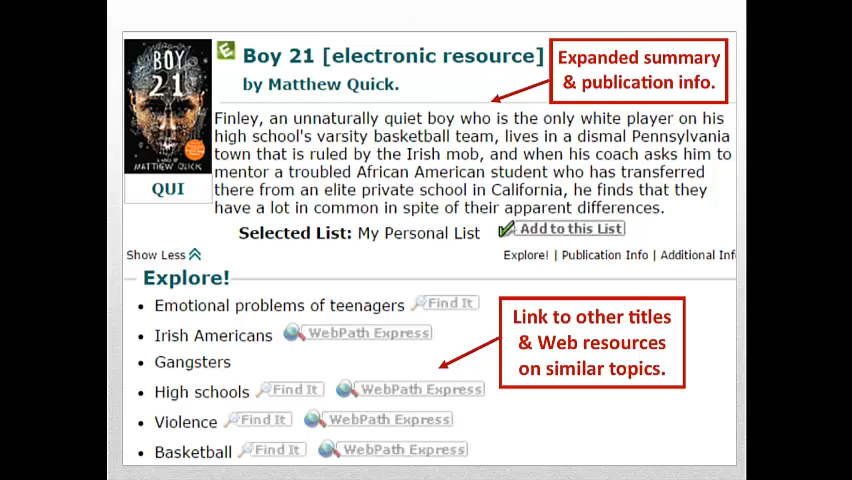 BOY
21
A NOVEL BY
MATTHEW QUICK
QUI
Boy 21 [electronic resource]
by Matthew Quick.
Expanded summary
& publication info.
Finley, an unnaturally quiet boy who is the only white player on his
high school's varsity basketball team, lives in a dismal Pennsylvania
town that is ruled by the Irish mob, and when his coach asks him to
mentor a troubled African American student who has transferred
there from an elite private school in California, he finds that they
have a lot in common in spite of their apparent differences.
Selected List: My Personal List Add to this List
Show Less Explore! | Publication Info | Additional Inf
Explore!
Emotional problems of teenagers Find It
Irish Americans WebPath Express
Gangsters
High schools Find It WebPath Express
Violence Find It WebPath Express
Basketball Find It WebPath Express
Link to other titles
& Web resources
on similar topics.